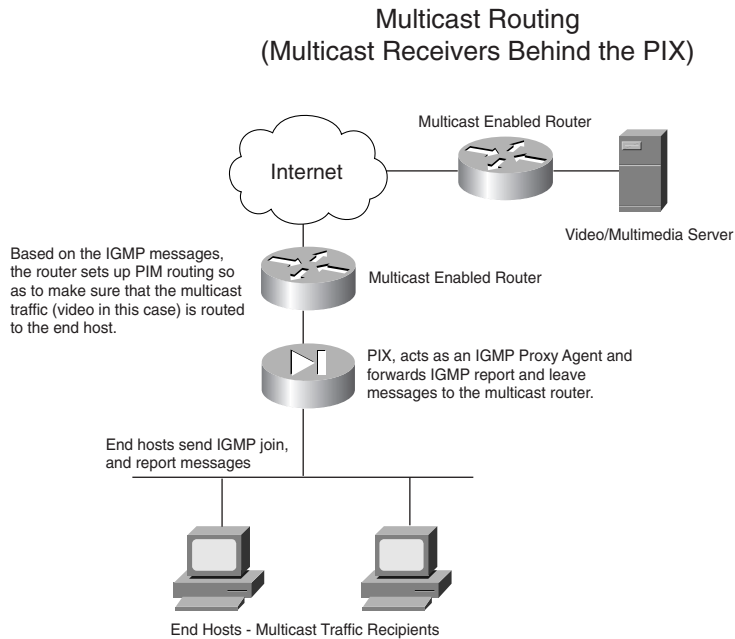 Multicast Routing
(Multicast Receivers Behind the PIX)
Multicast Enabled Router
Internet
Video/Multimedia Server
Based on the IGMP messages,
the router sets up PIM routing so
as to make sure that the multicast
traffic (video in this case) is routed
to the end host.
Multicast Enabled Router
PIX, acts as an IGMP Proxy Agent and
forwards IGMP report and leave
messages to the multicast router.
End hosts send IGMP join,
and report messages
End Hosts - Multicast Traffic Recipients